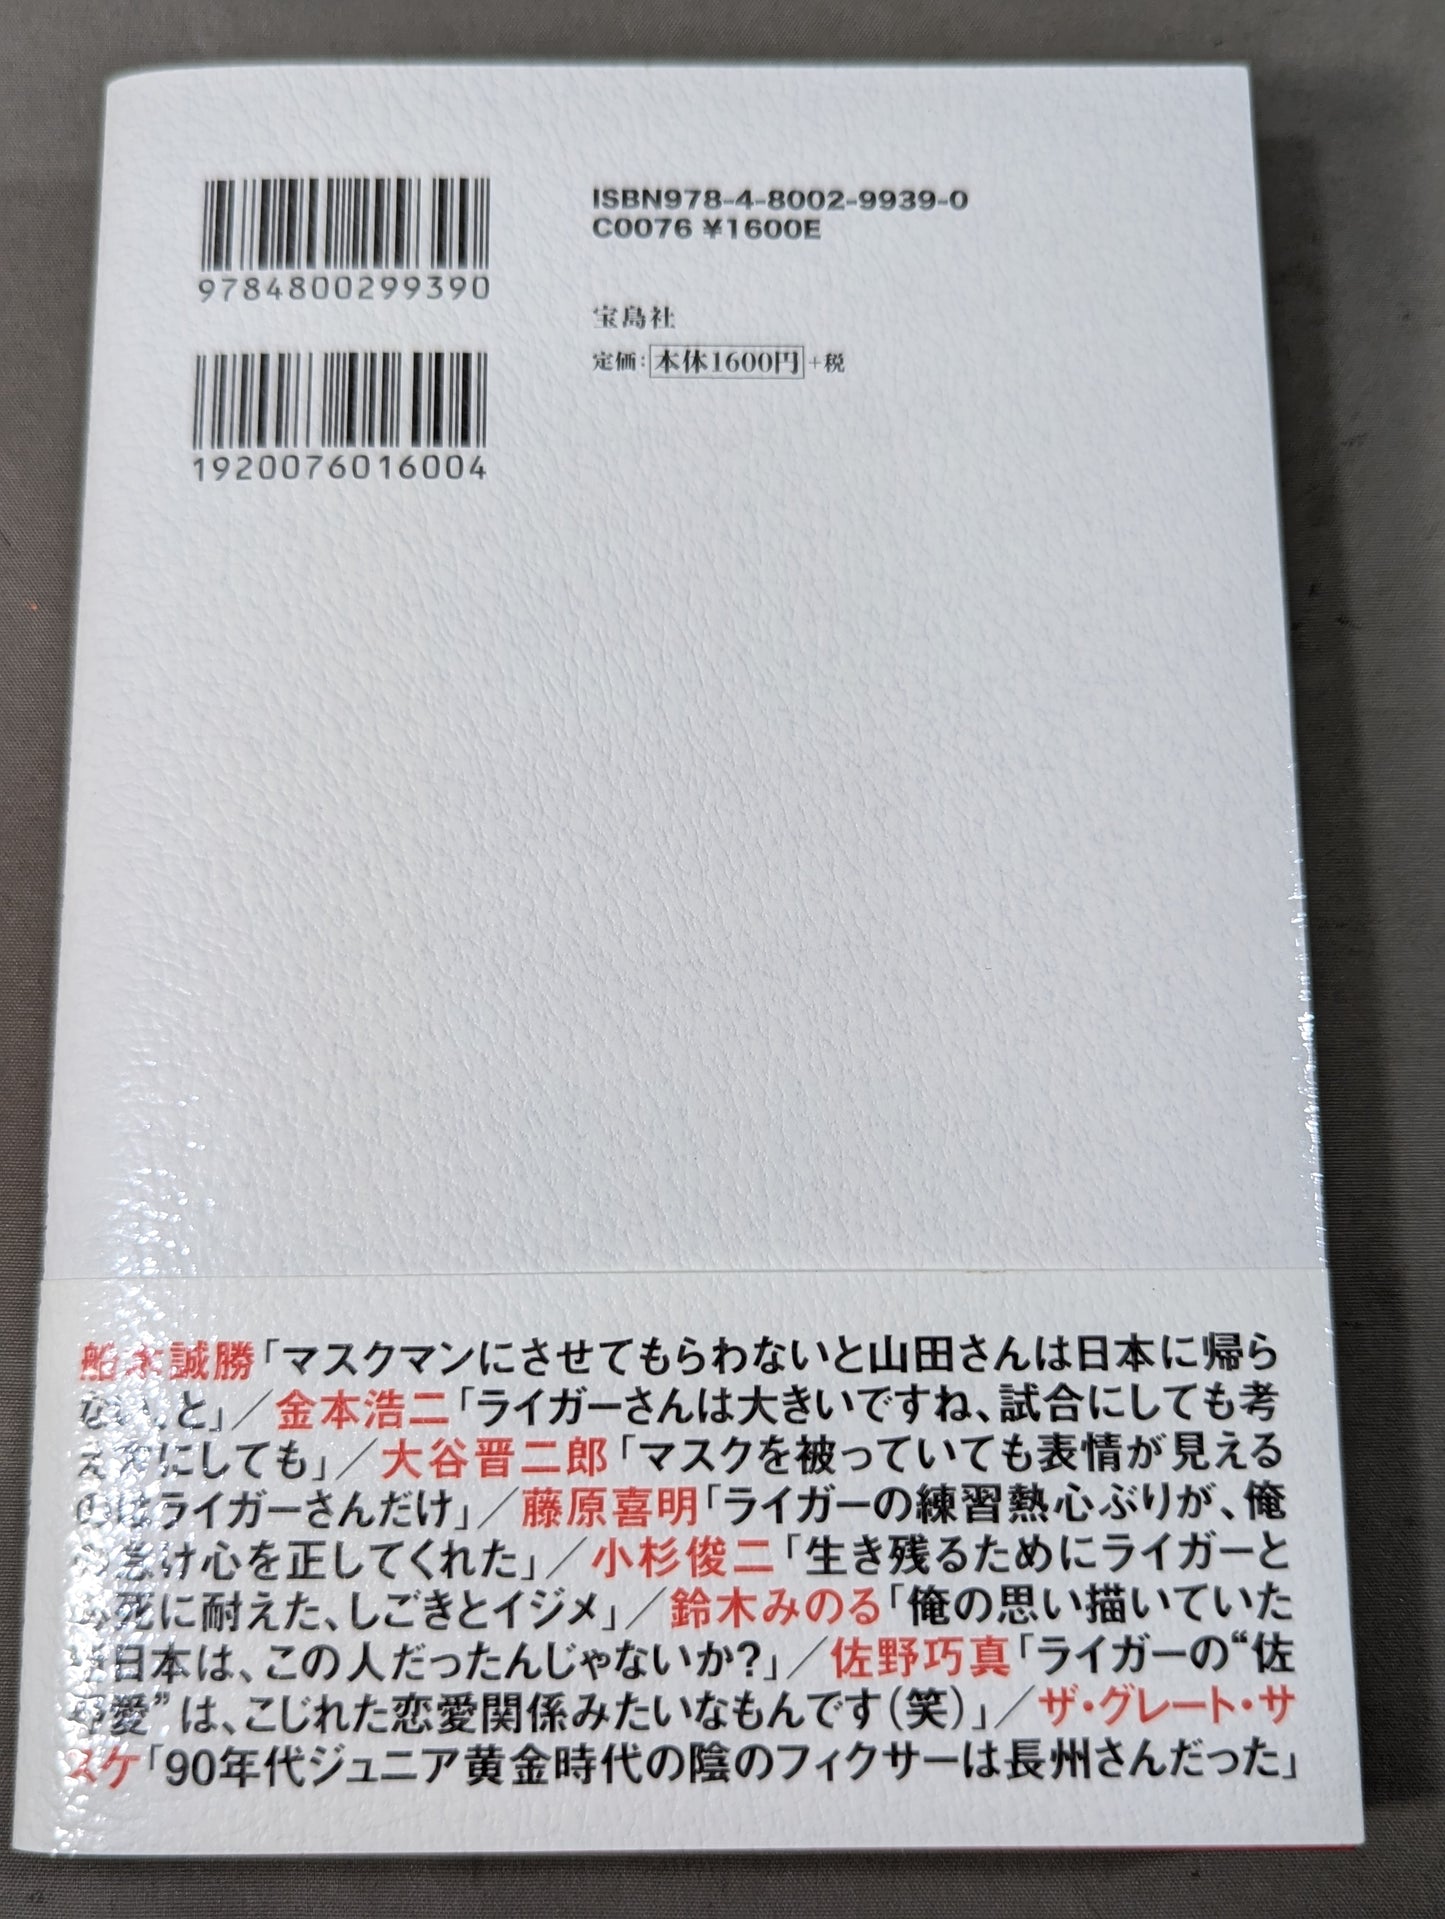 ISBN978-4-8002-9939-0
C0076 ¥1600E
9784800299390
宝島社
定価：本体1600円+税
1920076016004
船木誠勝「マスクマンにさせてもらわないと山田さんは日本に帰ら
ないと」／金本浩二「ライガーさんは大きいですね、試合にしても考
え方にしても」／大谷晋二郎「マスクを被っていても表情が見える
のはライガーさんだけ」／藤原喜明「ライガーの練習熱心ぶりが、俺
の怠け心を正してくれた」／小杉俊二「生き残るためにライガーと
死に耐えた、しごきとイジメ」／鈴木みのる「俺の思い描いていた
日本は、この人だったんじゃないか?」／佐野巧真「ライガーの“佐
野愛”は、こじれた恋愛関係みたいなもんです（笑）」／ザ・グレート・サ
スケ「90年代ジュニア黄金時代の陰のフィクサーは長州さんだった」